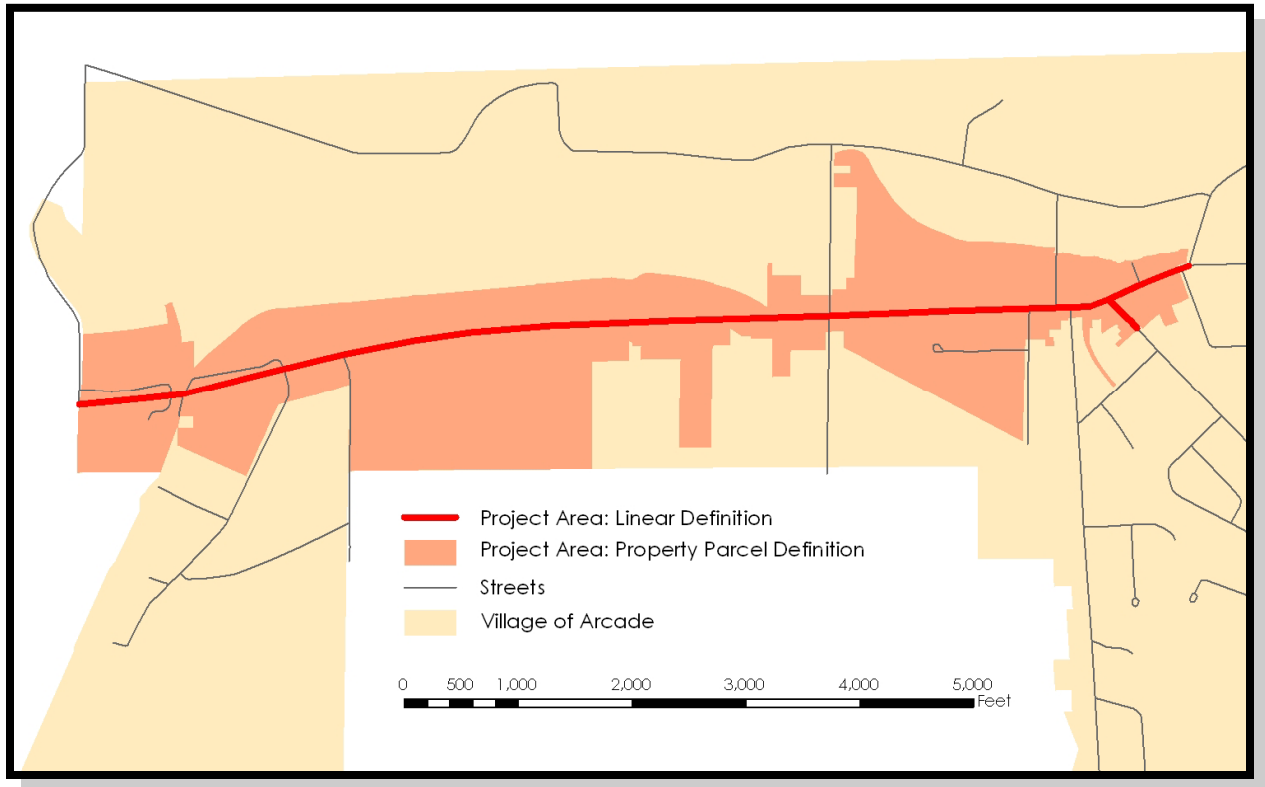 Project Area: Linear Definition
Project Area: Property Parcel Definition
Streets
Village of Arcade
0 500 1,000 2,000 3,000 4,000 5,000
Feet